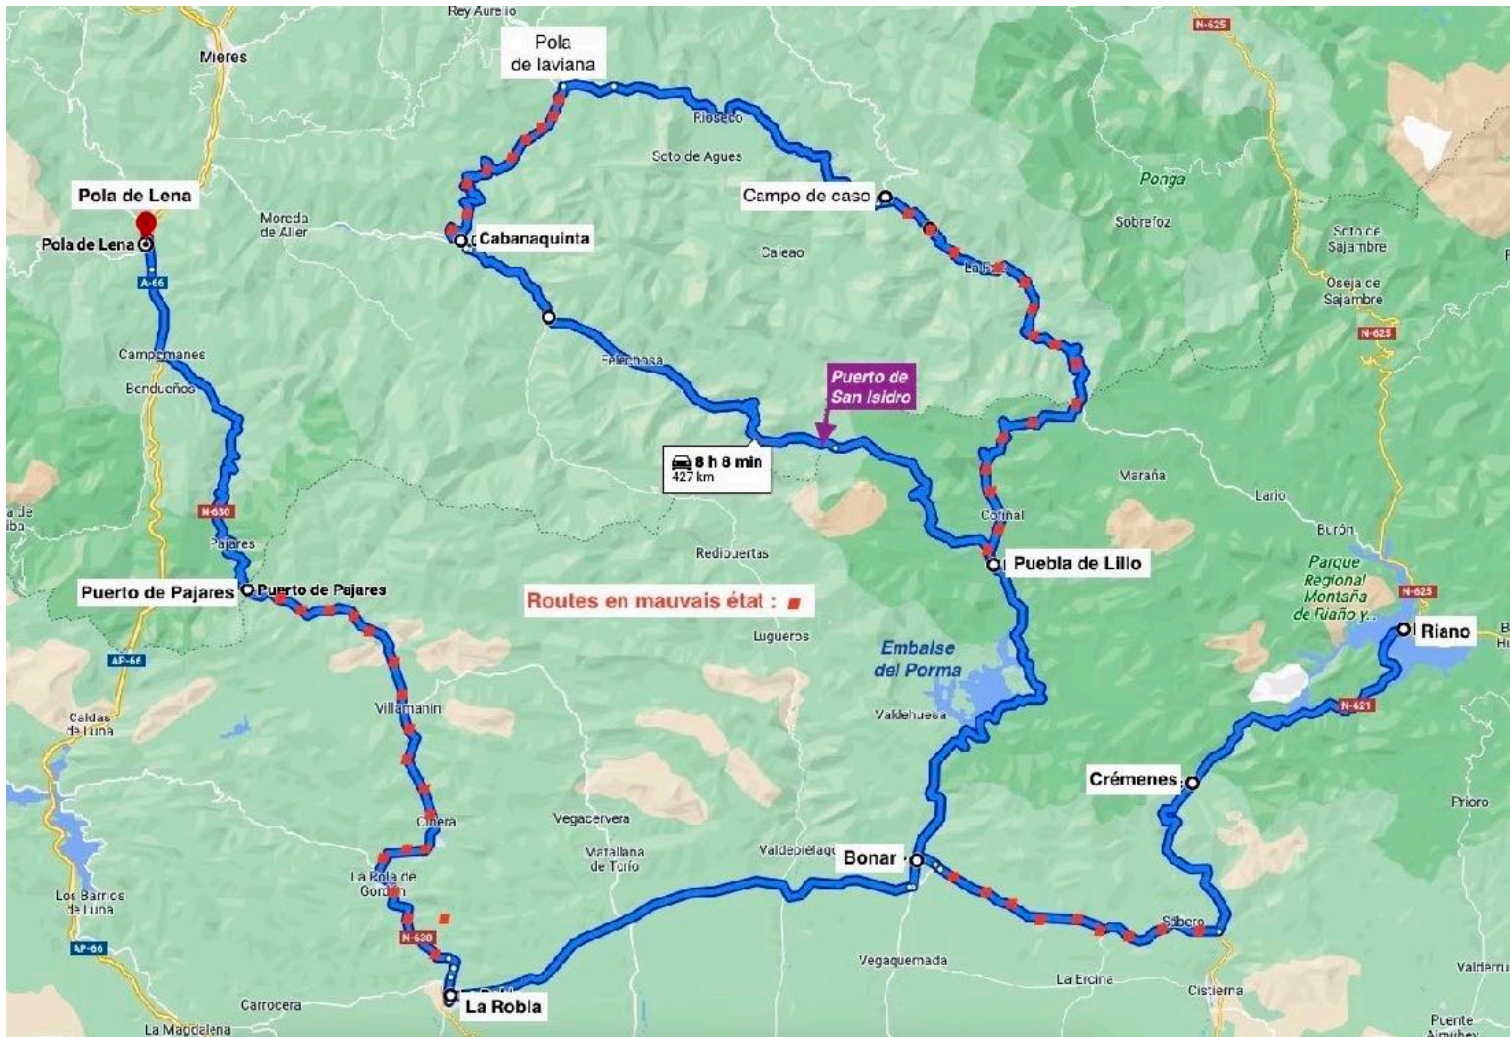 Rey Aurelio
N-625
Mieres
Pola
de laviana
Rioseco
Soto de Agues
Ponga
Pola de Lena
Campo de caso
Sobrefoz
Moreda
de Aller
Pola de Lena
Cabanaquinta
Caleao
Soto de
Sajambre
A-66
Oseja de
Sajambre
N-625
Campomanes
Bendueños
Felechosa
Puerto de
San Isidro
8 h 8 min
427 km
Maraña
Lario
Burón
N-630
Pajares
Cofiñal
Redipuertas
Puebla de Lillo
Parque
Regional
Montaña
de Riaño y...
N-625
Puerto de Pajares
Puerto de Pajares
Routes en mauvais état :
Lugueros
Riano
Embalse
del Porma
AP-66
Villamanín
Valdehuesa
N-621
Caldas
de Luna
Crémenes
Prioro
Ciñera
Vegacervera
Matallana
de Torío
Valdepiélago
Bonar
La Pola de
Gordón
Los Barrios
de Luna
Sabero
N-630
AP-66
Vegaquemada
La Ercina
Cistierna
Carrocera
La Robla
La Magdalena
Puente